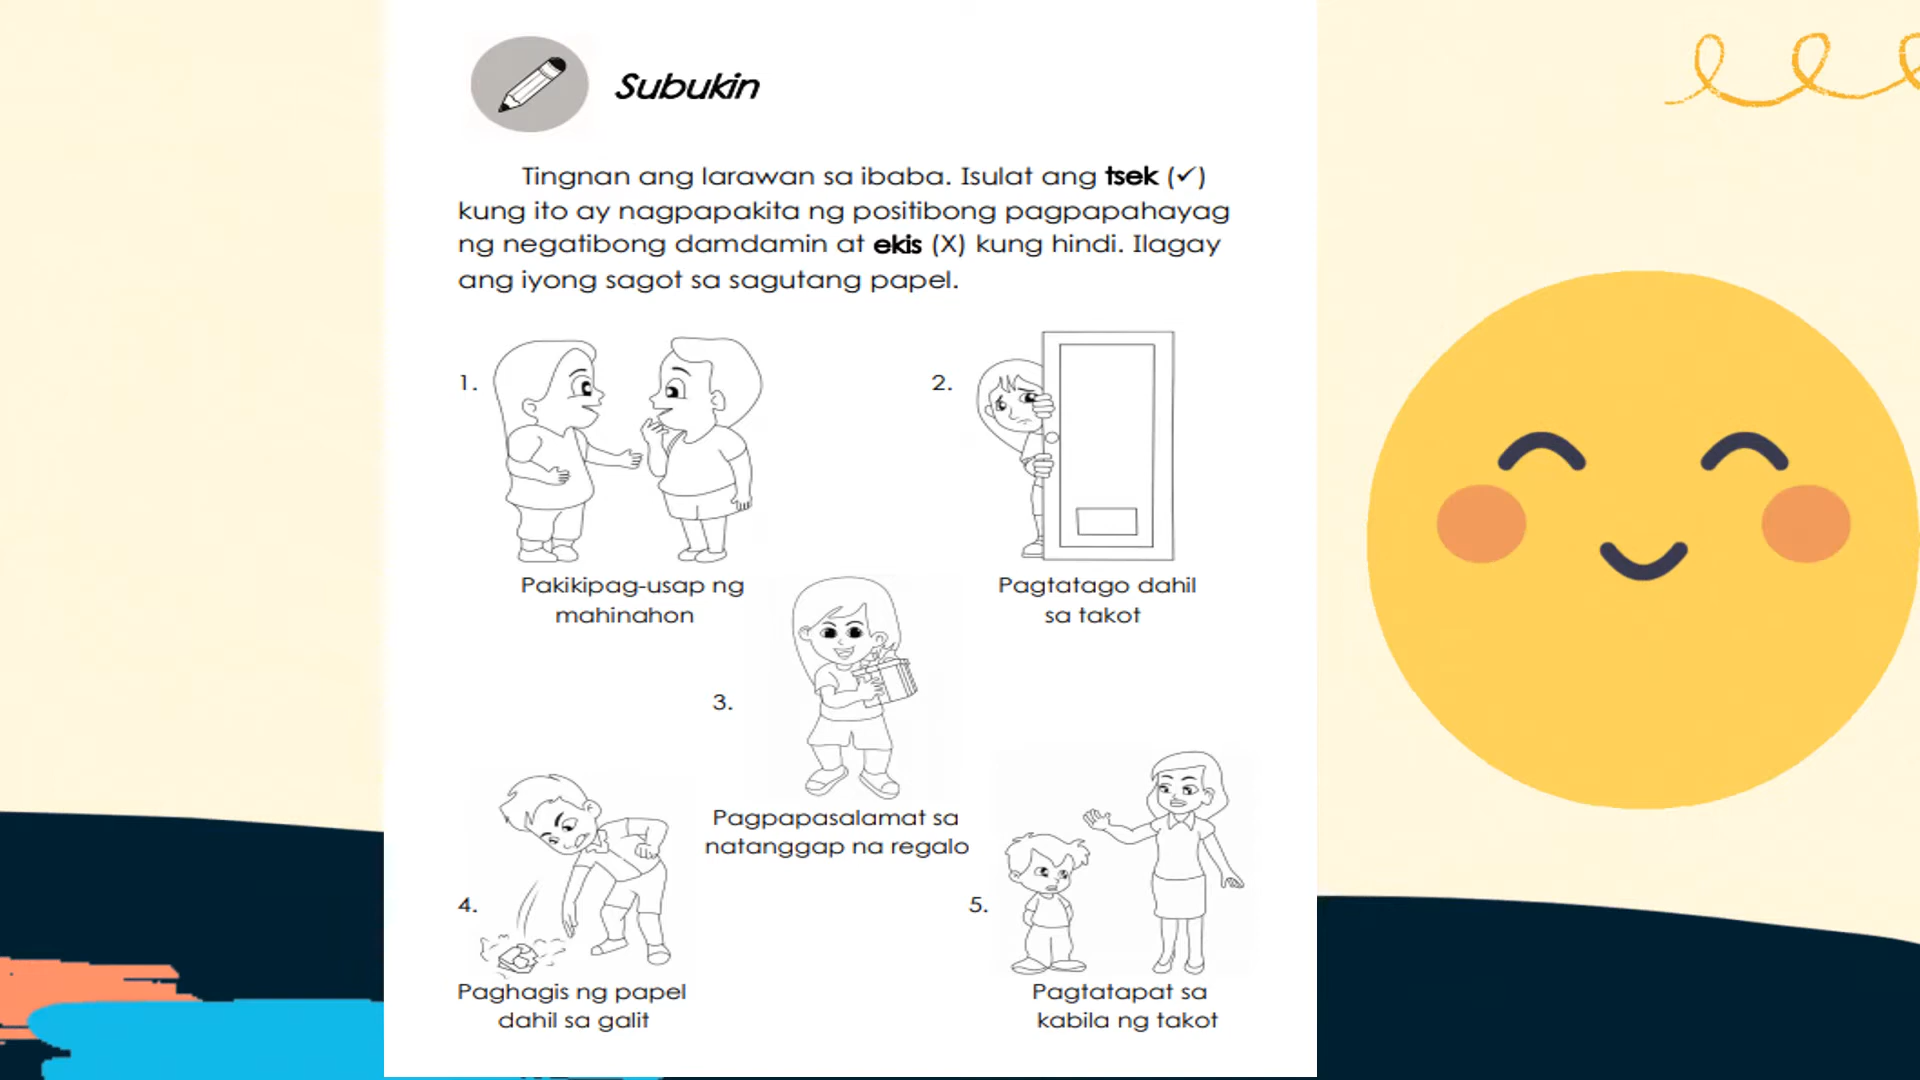 Subukin
Tingnan ang larawan sa ibaba. Isulat ang tsek (✓)
kung ito ay nagpapakita ng positibong pagpapahayag
ng negatibong damdamin at ekis (X) kung hindi. Ilagay
ang iyong sagot sa sagutang papel.
1.
Pakikipag-usap ng
mahinahon
2.
Pagtatago dahil
sa takot
3.
Pagpapasalamat sa
natanggap na regalo
4.
Paghagis ng papel
dahil sa galit
5.
Pagtatapat sa
kabila ng takot